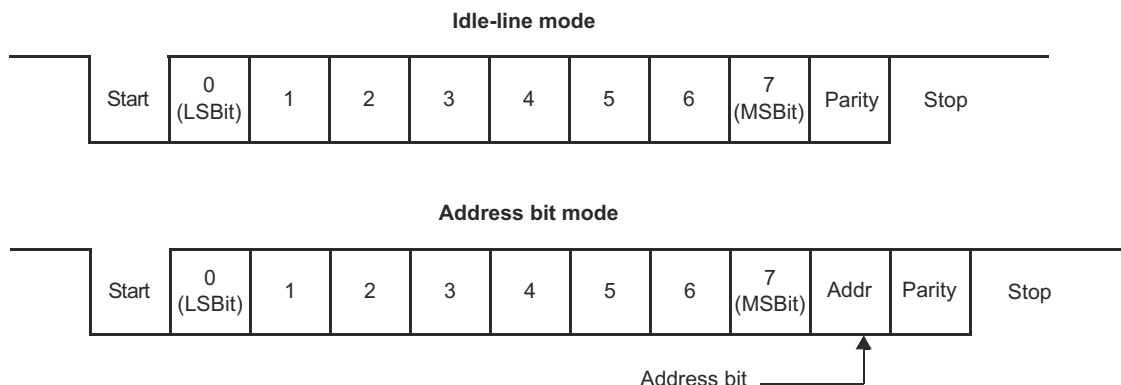 Idle-line mode
Start 0 (LSBit) 1 2 3 4 5 6 7 (MSBit) Parity Stop
Address bit mode
Start 0 (LSBit) 1 2 3 4 5 6 7 (MSBit) Addr Parity Stop
Address bit